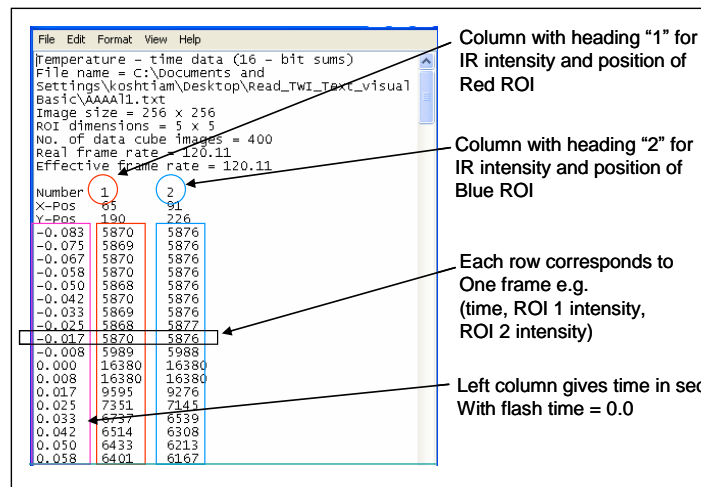 File Edit Format View Help
Temperature - time data (16 - bit sums)
File name = C:\Documents and
Settings\koshtiam\Desktop\Read_TWI_Text_visual
Basic\AAAAl1.txt
Image size = 256 x 256
ROI dimensions = 5 x 5
No. of data cube images = 400
Real frame rate = 120.11
Effective frame rate = 120.11
Number 1 2
X-Pos 65 91
Y-Pos 190 226
-0.083 5870 5876
-0.075 5869 5876
-0.067 5870 5876
-0.058 5870 5876
-0.050 5868 5876
-0.042 5870 5876
-0.033 5869 5876
-0.025 5868 5877
-0.017 5870 5876
-0.008 5989 5988
0.000 16380 16380
0.008 16380 16380
0.017 9595 9276
0.025 7351 7145
0.033 6737 6539
0.042 6514 6308
0.050 6433 6213
0.058 6401 6167
Column with heading “1” for
IR intensity and position of
Red ROI
Column with heading “2” for
IR intensity and position of
Blue ROI
Each row corresponds to
One frame e.g.
(time, ROI 1 intensity,
ROI 2 intensity)
Left column gives time in sec
With flash time = 0.0